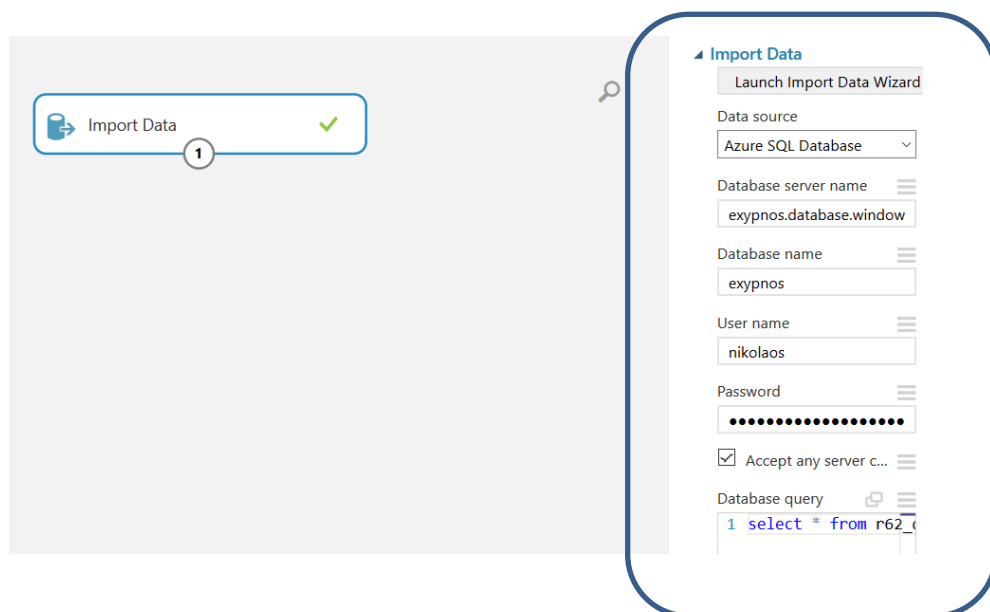 Import Data
1
Import Data
Launch Import Data Wizard
Data source
Azure SQL Database
Database server name
exypnos.database.window
Database name
exypnos
User name
nikolaos
Password
Accept any server c...
Database query
1 select * from r62_